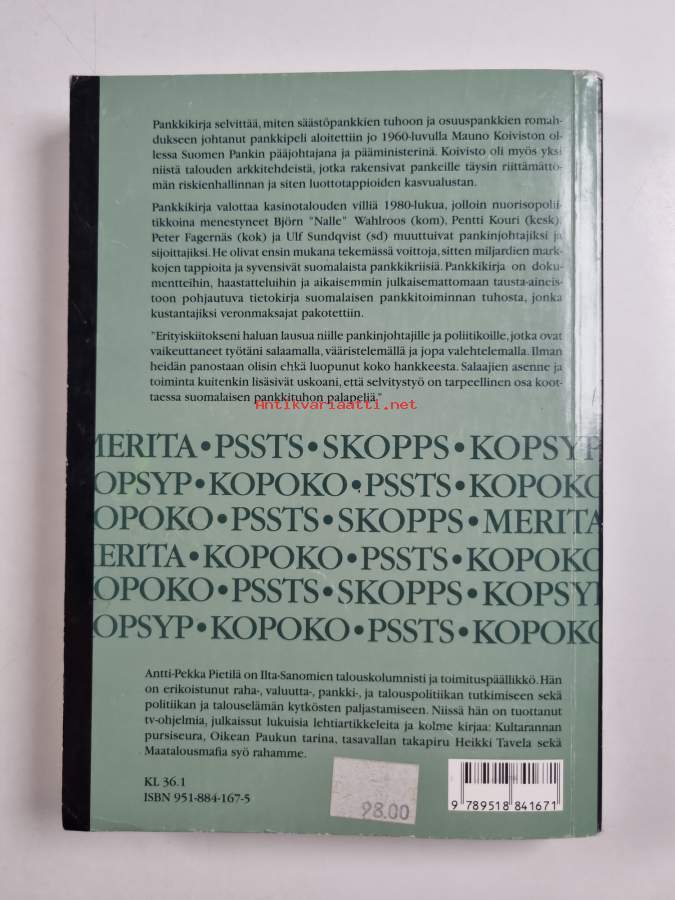 Pankkikirja selvittää, miten säästöpankkien tuhoon ja osuuspankkien romah-
dukseen johtanut pankkipeli aloitettiin jo 1960-luvulla Mauno Koiviston ol-
lessa Suomen Pankin pääjohtajana ja pääministerinä. Koivisto oli myös yksi
niistä talouden arkkitehdeistä, jotka rakensivat pankeille täysin riittämättö-
män riskienhallinnan ja siten luottotappioiden kasvualustan.
Pankkikirja valottaa kasinotalouden villiä 1980-lukua, jolloin nuorisopolii-
tikkoina menestyneet Björn "Nalle" Wahlroos (kom), Pentti Kouri (kesk),
Peter Fagernäs (kok) ja Ulf Sundqvist (sd) muuttuivat pankinjohtajiksi ja
sijoittajiksi. He olivat ensin mukana tekemässä voittoja, sitten miljardien mark-
kojen tappioita ja syvensivät suomalaista pankkikriisiä. Pankkikirja on doku-
mentteihin, haastatteluihin ja aikaisemmin julkaisemattomaan tausta-aineis-
toon pohjautuva tietokirja suomalaisen pankkitoiminnan tuhosta, jonka
kustantajiksi veronmaksajat pakotettiin.
"Erityiskiitokseni haluan lausua niille pankinjohtajille ja poliitikoille, jotka ovat
vaikeuttaneet työtäni salaamalla, vääristelemällä ja jopa valehtelemalla. Ilman
heidän panostaan olisin ehkä luopunut koko hankkeesta. Salaajien asenne ja
toiminta kuitenkin lisäsivät uskoani, että selvitystyö on tarpeellinen osa koot-
taessa suomalaisen pankkituhon palapeliä."
Antikvariaatti.net
MERITA•PSSTS•SKOPPS•KOPSYP
OPSYP•KOPOKO•PSSTS•KOPOKO
OPOKO•PSSTS•SKOPPS•MERITA
MERITA•KOPOKO•PSSTS•KOPOKO
KOPOKO•PSSTS•SKOPPS•KOPSYP
OPSYP•KOPOKO•PSSTS•KOPOKO
Antti-Pekka Pietilä on Ilta-Sanomien talouskolumnisti ja toimituspäällikkö. Hän
on erikoistunut raha-, valuutta-, pankki-, ja talouspolitiikan tutkimiseen sekä
politiikan ja talouselämän kytkösten paljastamiseen. Niissä hän on tuottanut
tv-ohjelmia, julkaissut lukuisia lehtiartikkeleita ja kolme kirjaa: Kultarannan
pursiseura, Oikean Paukun tarina, tasavallan takapiru Heikki Tavela sekä
Maatalousmafia syö rahamme.
KL 36.1
ISBN 951-884-167-5
98.00
9 789518 841671